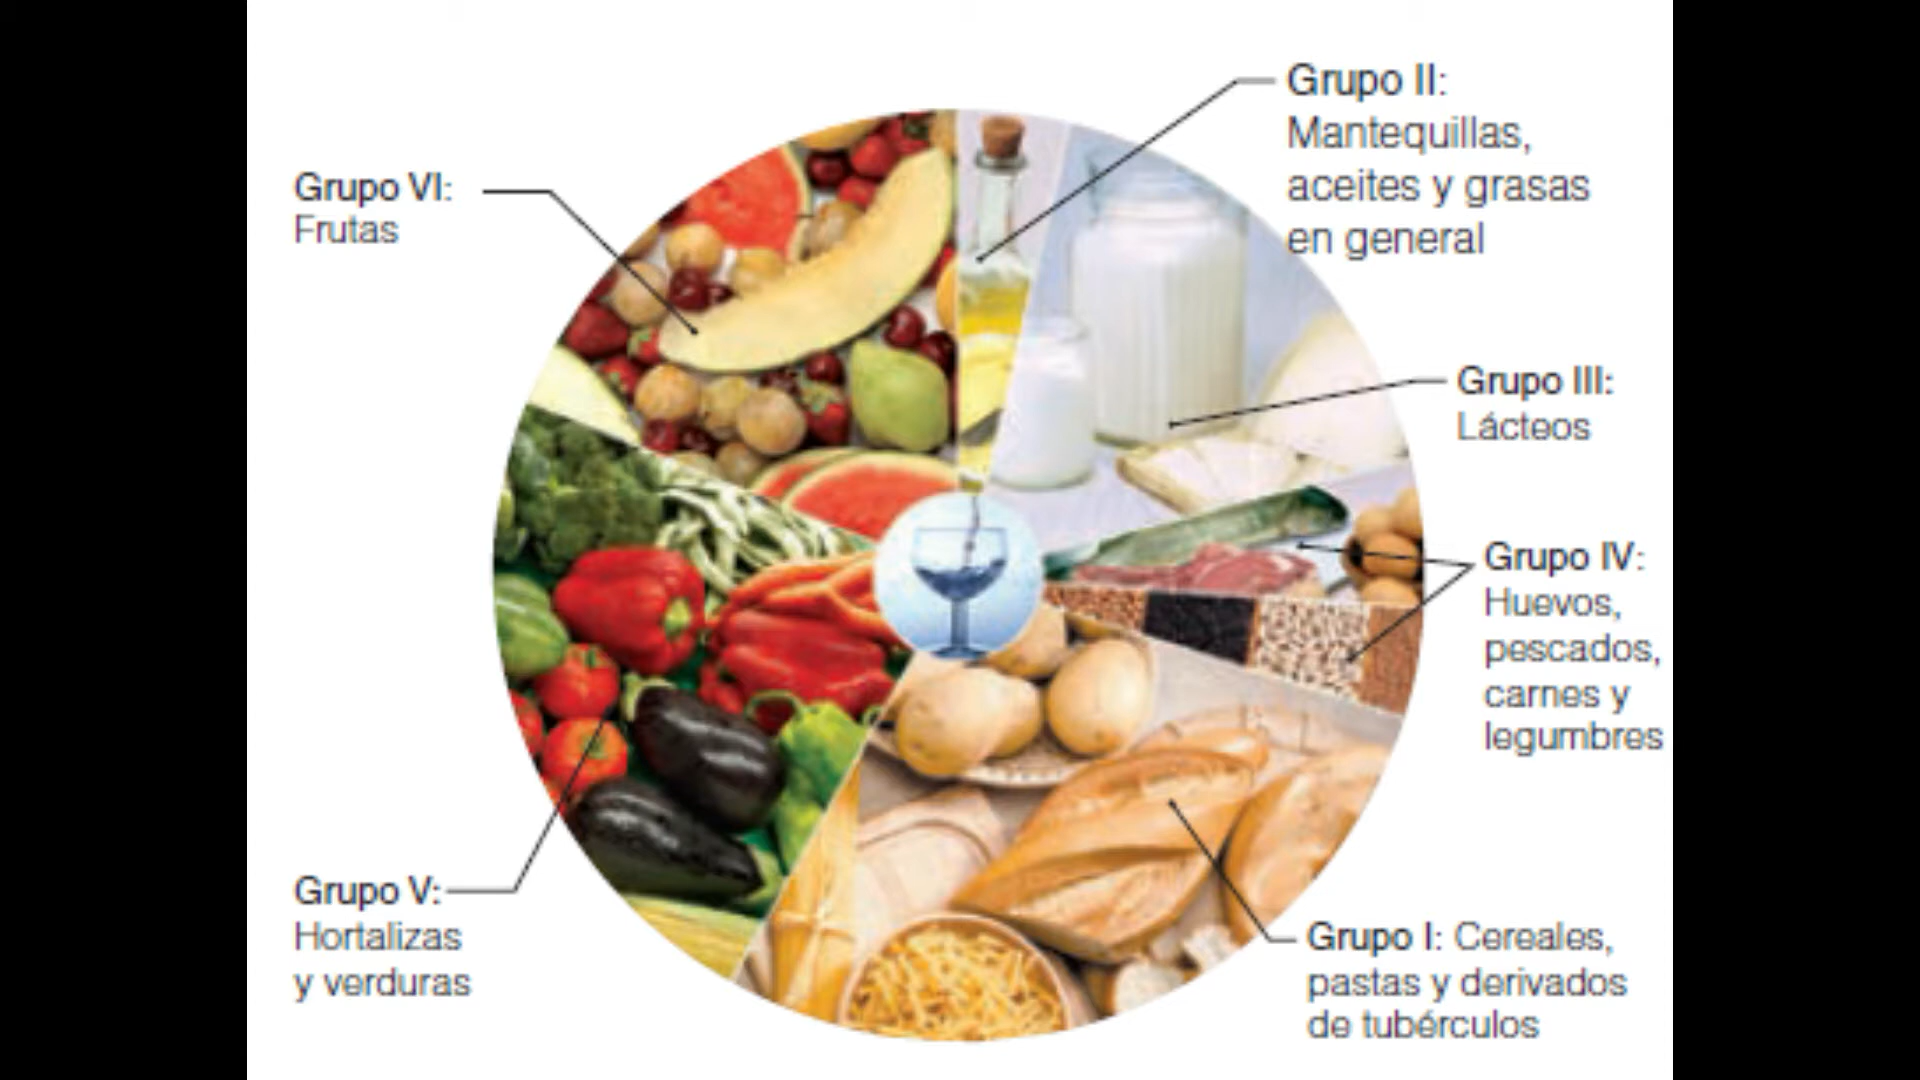 Grupo II:
Mantequillas,
aceites y grasas
en general
Grupo VI:
Frutas
Grupo III:
Lácteos
Grupo IV:
Huevos,
pescados,
carnes y
legumbres
Grupo V:
Hortalizas
y verduras
Grupo I: Cereales,
pastas y derivados
de tubérculos